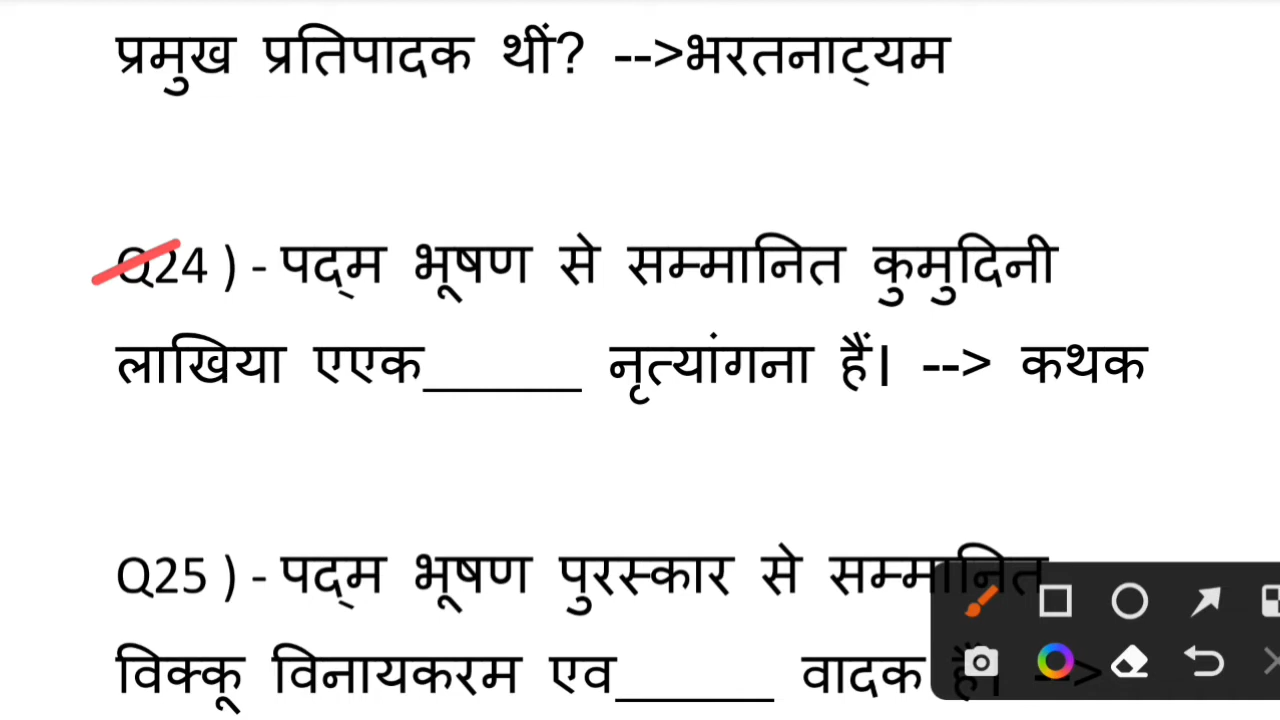 प्रमुख प्रतिपादक थीं? -->भरतनाट्यम
Q24 ) - पद्म भूषण से सम्मानित कुमुदिनी
लाखिया एएक______ नृत्यांगना हैं। --> कथक
Q25 ) - पद्म भूषण पुरस्कार से सम्मानित
विक्कू विनायकरम एव______ वादक हैं। -->